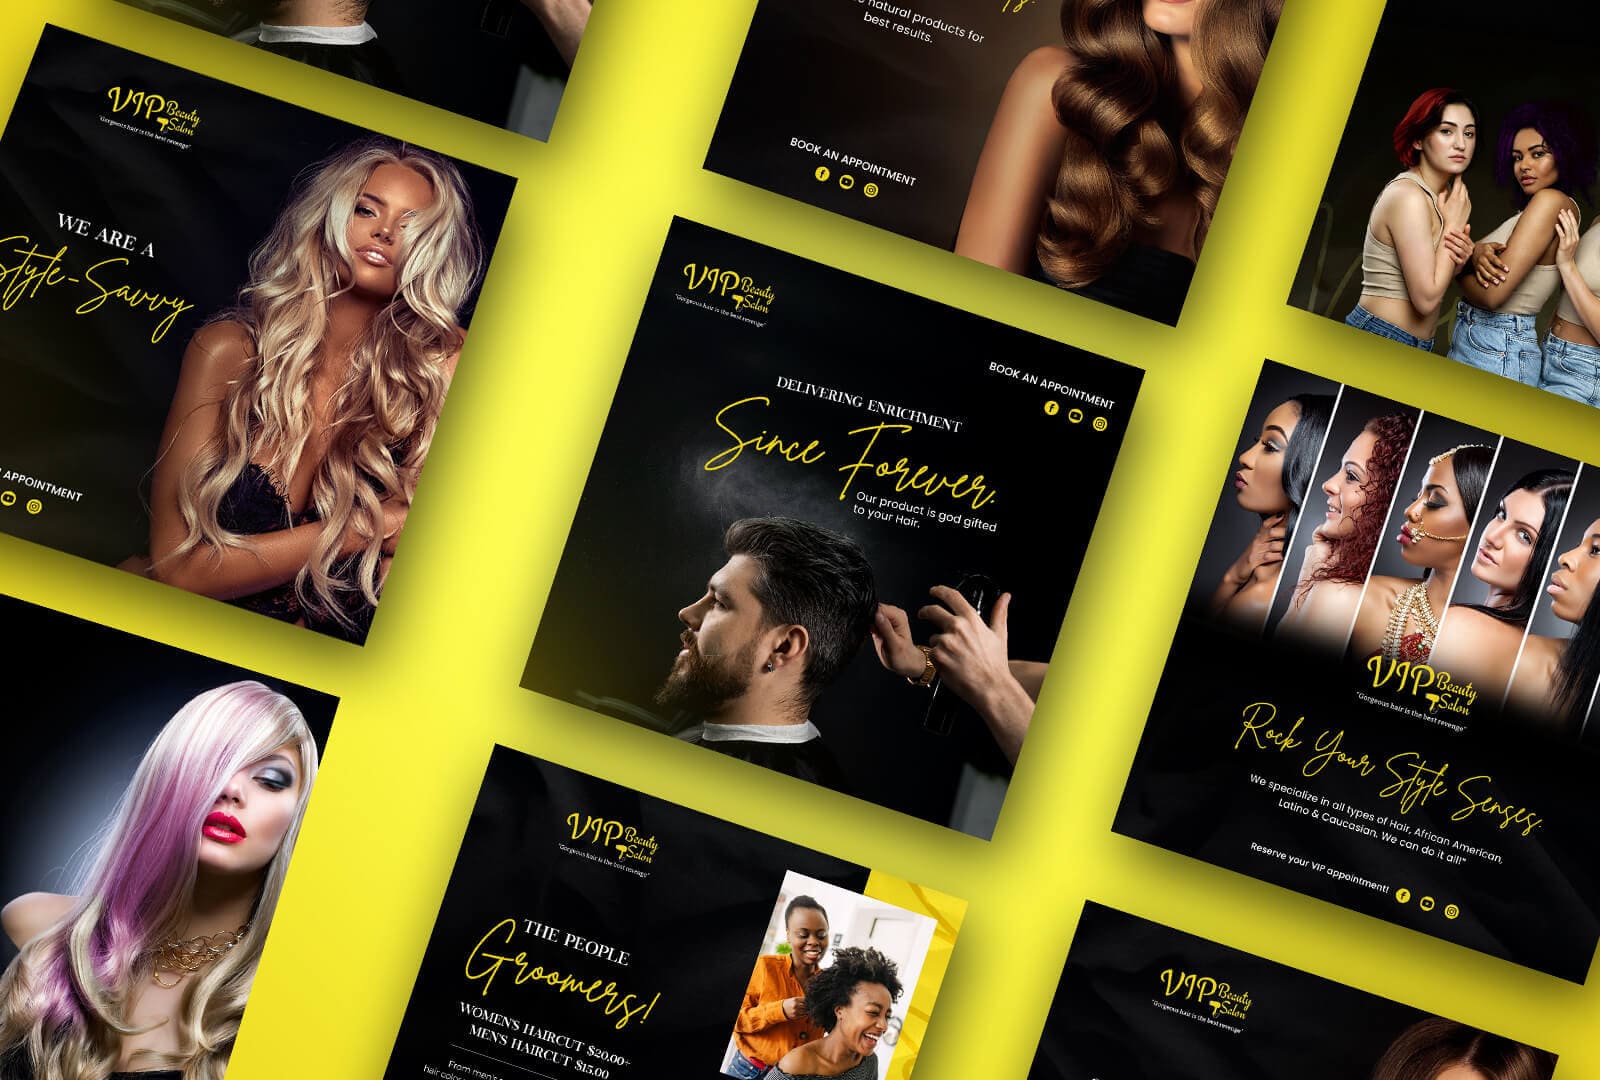 natural products for
best results.
BOOK AN APPOINTMENT
VIP Beauty
Salon
"Gorgeous hair is the best revenge"
WE ARE A
Style-Savvy
APPOINTMENT
VIP Beauty
Salon
"Gorgeous hair is the best revenge"
BOOK AN APPOINTMENT
DELIVERING ENRICHMENT
Since Forever.
Our product is god gifted
to your Hair.
VIP Beauty
Salon
"Gorgeous hair is the best revenge"
Rock Your Style Senses.
We specialize in all types of Hair, African American,
Latino & Caucasian. We can do it all!"
Reserve your VIP appointment!
VIP Beauty
Salon
"Gorgeous hair is the best revenge"
THE PEOPLE
Groomers!
WOMEN'S HAIRCUT $20.00+
MEN'S HAIRCUT $15.00
From men's
hair color
VIP Beauty
Salon
"Gorgeous hair is the best revenge"